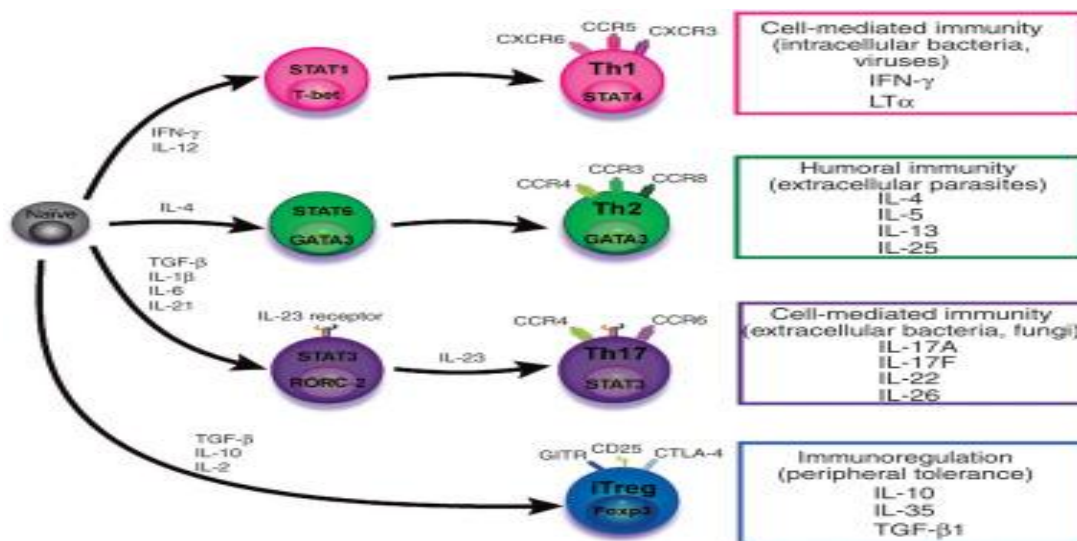 CXCR6 CCR5 CXCR3
STAT1
T-bet
Th1
STAT4
Cell-mediated immunity
(intracellular bacteria,
viruses)
IFN-γ
LTα
IFN-γ
IL-12
Naïve
IL-4
STAT6
GATA3
CCR4 CCR3 CCR8
Th2
GATA3
Humoral immunity
(extracellular parasites)
IL-4
IL-5
IL-13
IL-25
TGF-β
IL-1β
IL-6
IL-21
IL-23 receptor
STAT3
RORC-2
IL-23
CCR4 CCR6
Th17
STAT3
Cell-mediated immunity
(extracellular bacteria, fungi)
IL-17A
IL-17F
IL-22
IL-26
TGF-β
IL-10
IL-2
GITR CD25 CTLA-4
iTreg
Foxp3
Immunoregulation
(peripheral tolerance)
IL-10
IL-35
TGF-β1